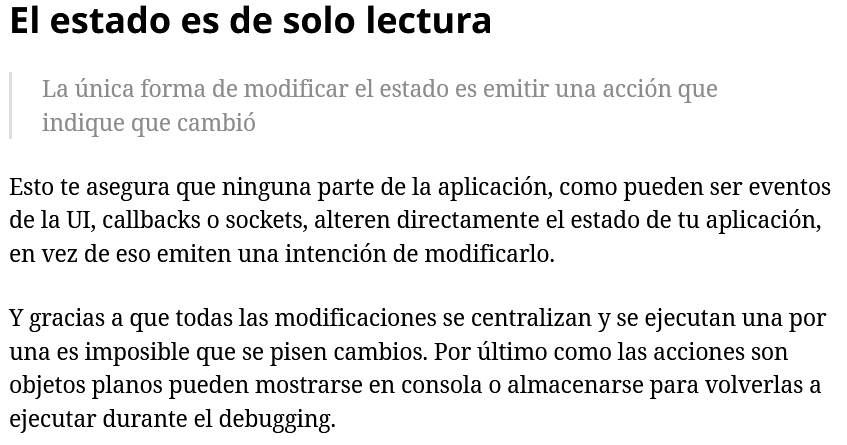 El estado es de solo lectura
La única forma de modificar el estado es emitir una acción que
indique que cambió
Esto te asegura que ninguna parte de la aplicación, como pueden ser eventos
de la UI, callbacks o sockets, alteren directamente el estado de tu aplicación,
en vez de eso emiten una intención de modificarlo.
Y gracias a que todas las modificaciones se centralizan y se ejecutan una por
una es imposible que se pisen cambios. Por último como las acciones son
objetos planos pueden mostrarse en consola o almacenarse para volverlas a
ejecutar durante el debugging.